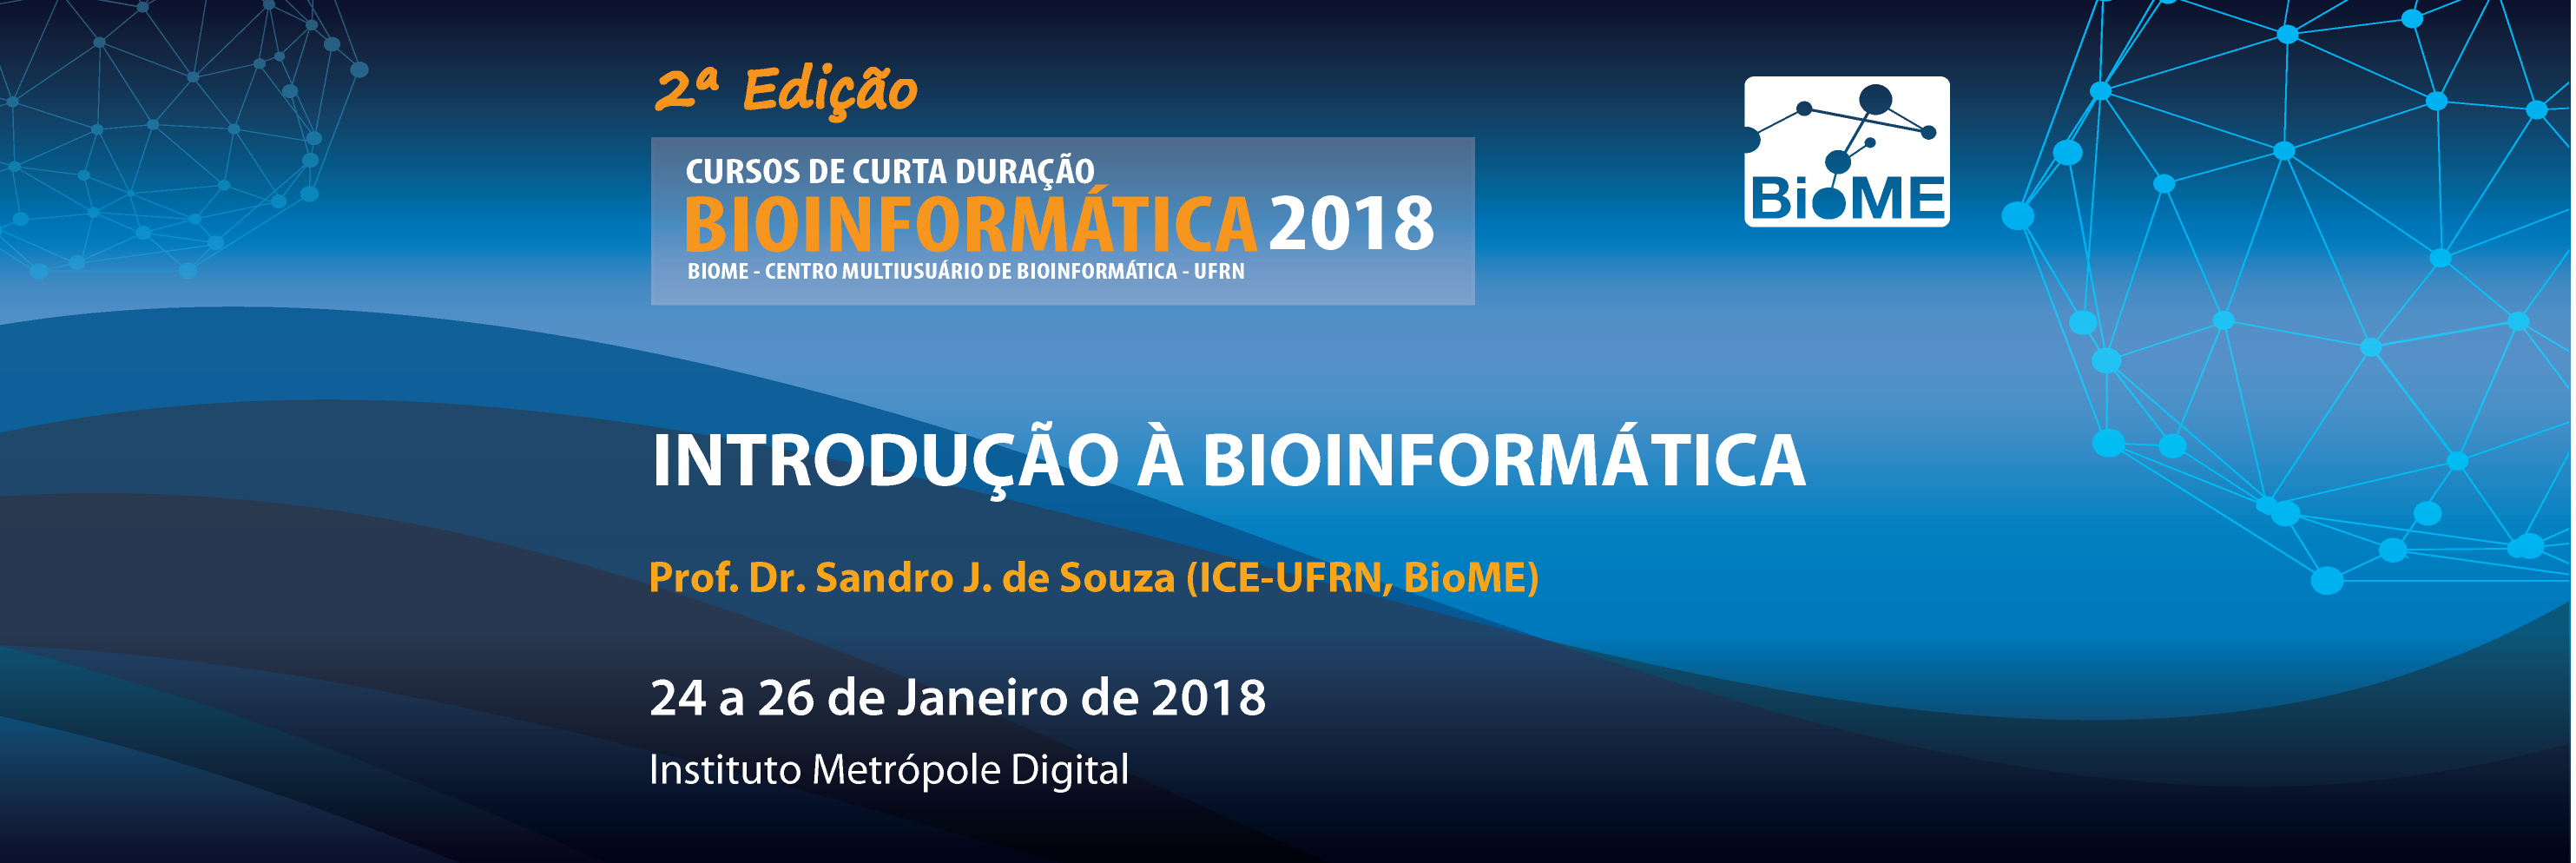 2ª Edição
CURSOS DE CURTA DURAÇÃO
BIOINFORMÁTICA 2018
BIOME - CENTRO MULTIUSUÁRIO DE BIOINFORMÁTICA - UFRN
BioME
INTRODUÇÃO À BIOINFORMÁTICA
Prof. Dr. Sandro J. de Souza (ICE-UFRN, BioME)
24 a 26 de Janeiro de 2018
Instituto Metrópole Digital